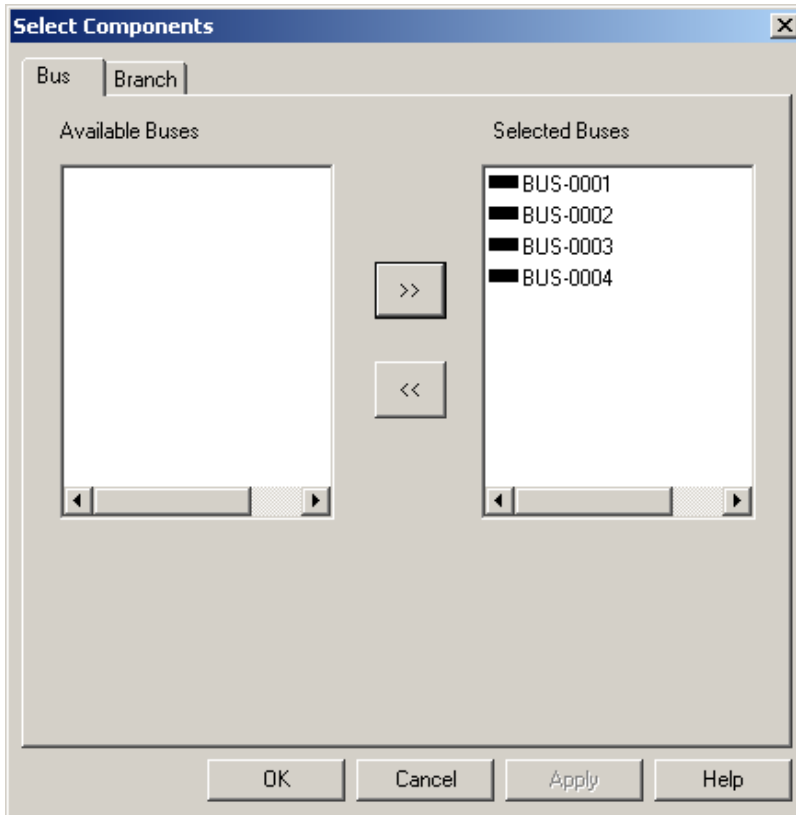 Select Components
Bus
Branch
Available Buses
Selected Buses
BUS-0001
BUS-0002
BUS-0003
BUS-0004
>>
<<
OK
Cancel
Apply
Help